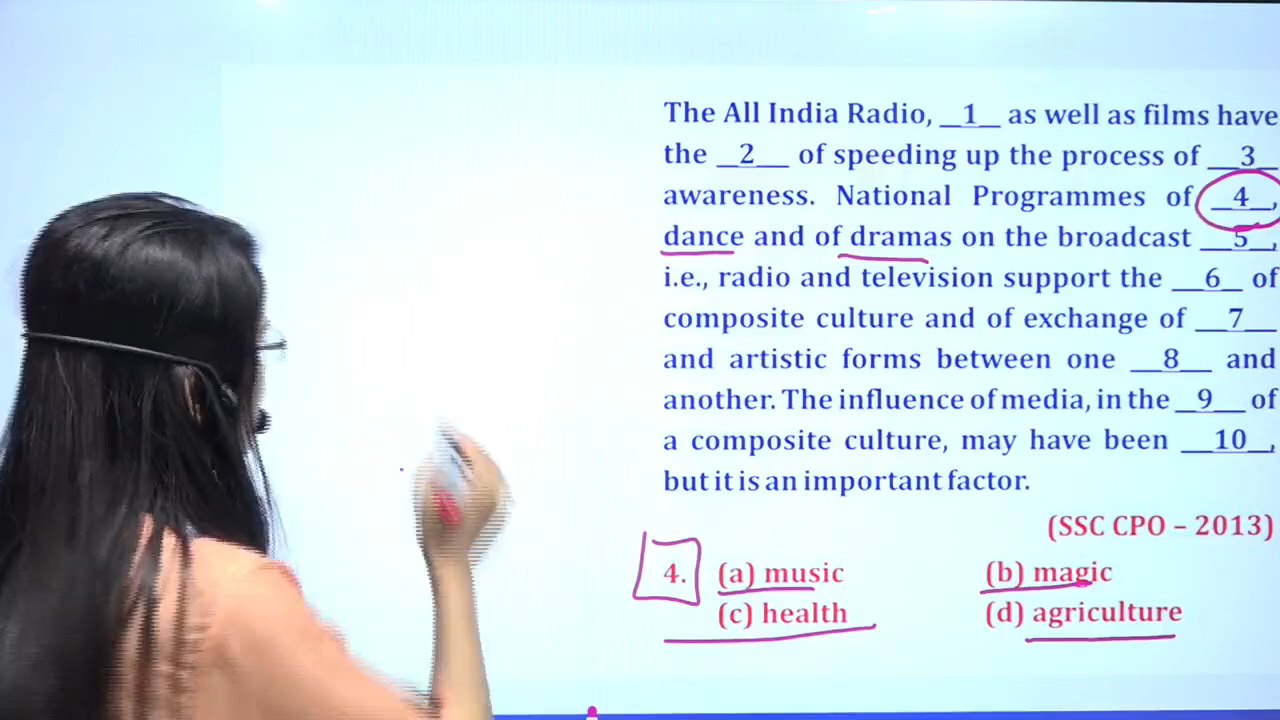 The All India Radio, __1__ as well as films have
the __2__ of speeding up the process of __3__
awareness. National Programmes of __4__,
dance and of dramas on the broadcast __5__,
i.e., radio and television support the __6__ of
composite culture and of exchange of __7__
and artistic forms between one __8__ and
another. The influence of media, in the __9__ of
a composite culture, may have been __10__,
but it is an important factor.
(SSC CPO – 2013)
4. (a) music (b) magic
(c) health (d) agriculture